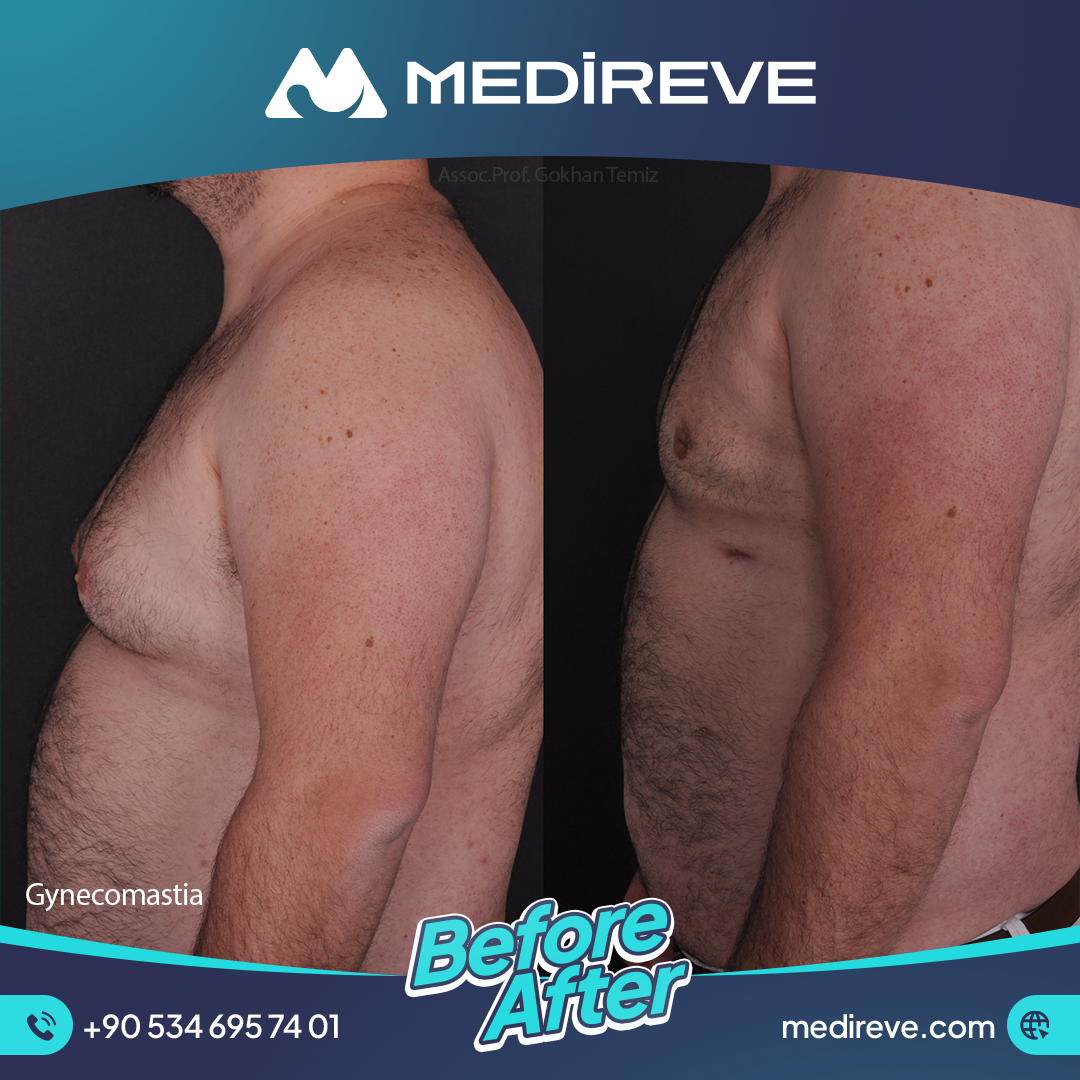 MEDİREVE
Assoc.Prof. Gokhan Temiz
Gynecomastia
Before
After
+90 534 695 74 01
medireve.com